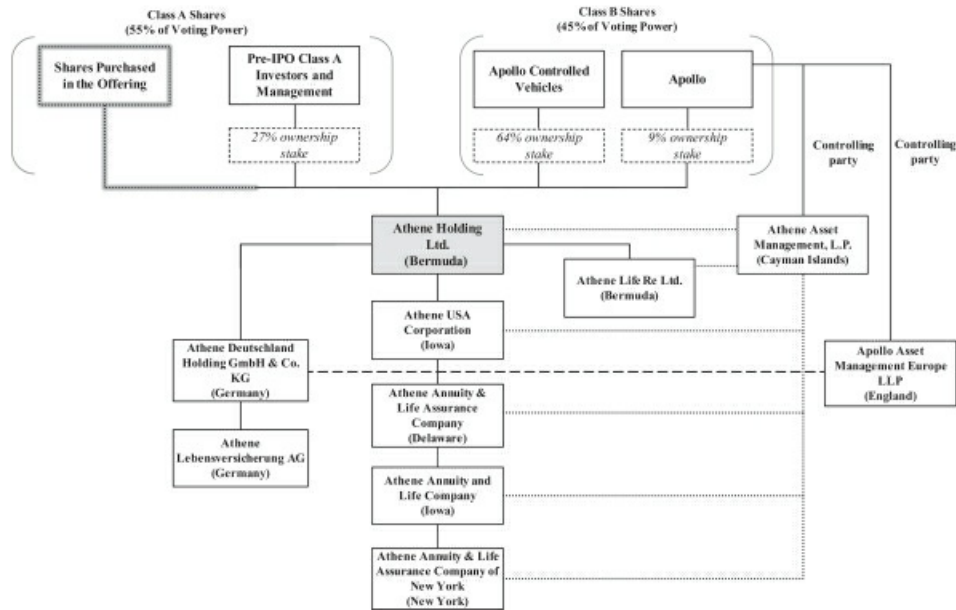 Class A Shares
(55% of Voting Power)
Class B Shares
(45% of Voting Power)
Shares Purchased
in the Offering
Pre-IPO Class A
Investors and
Management
Apollo Controlled
Vehicles
Apollo
27% ownership
stake
64% ownership
stake
9% ownership
stake
Controlling
party
Controlling
party
Athene Holding
Ltd.
(Bermuda)
Athene Asset
Management, L.P.
(Cayman Islands)
Athene Life Re Ltd.
(Bermuda)
Athene USA
Corporation
(Iowa)
Athene Deutschland
Holding GmbH & Co.
KG
(Germany)
Apollo Asset
Management Europe
LLP
(England)
Athene Annuity &
Life Assurance
Company
(Delaware)
Athene
Lebensversicherung AG
(Germany)
Athene Annuity and
Life Company
(Iowa)
Athene Annuity & Life
Assurance Company of
New York
(New York)